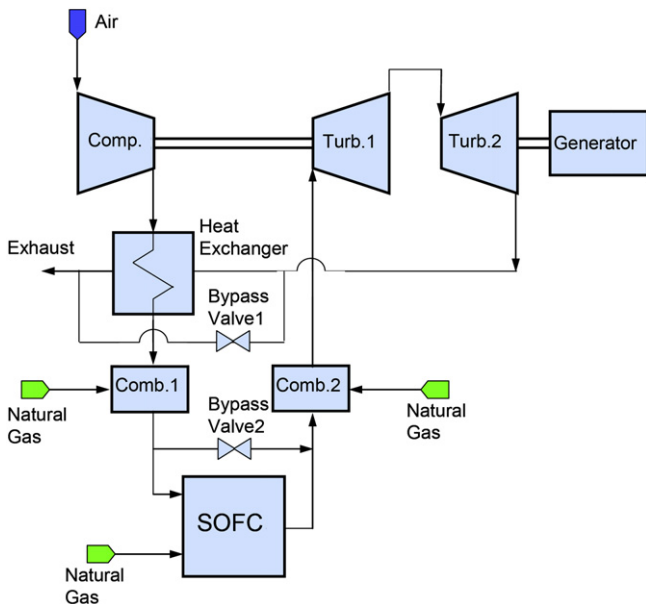 Air
Comp.
Turb.1
Turb.2
Generator
Heat
Exchanger
Exhaust
Bypass
Valve1
Comb.1
Comb.2
Natural
Gas
Bypass
Valve2
Natural
Gas
SOFC
Natural
Gas